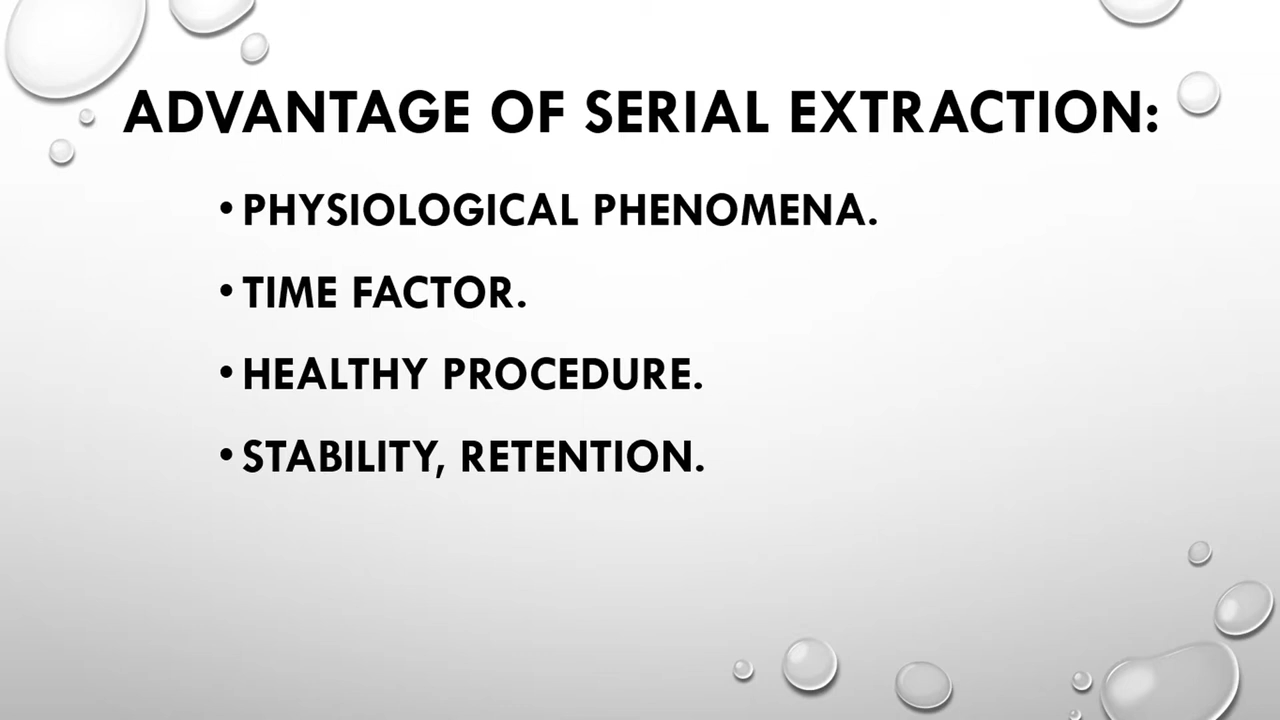 ADVANTAGE OF SERIAL EXTRACTION:
• PHYSIOLOGICAL PHENOMENA.
• TIME FACTOR.
• HEALTHY PROCEDURE.
• STABILITY, RETENTION.